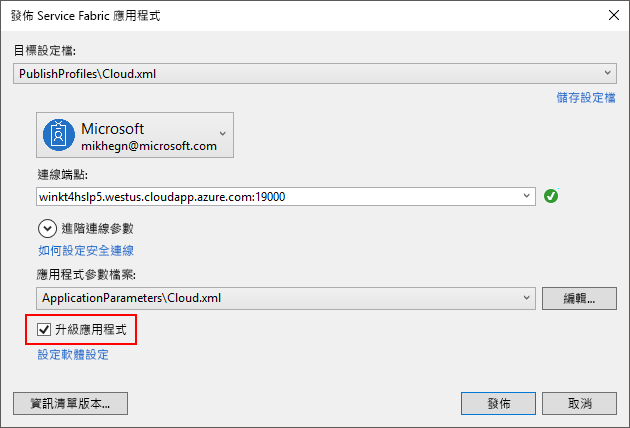 發佈 Service Fabric 應用程式
目標設定檔:
PublishProfiles\Cloud.xml
儲存設定檔
Microsoft
mikhegn@microsoft.com
連線端點:
winkt4hslp5.westus.cloudapp.azure.com:19000
進階連線參數
如何設定安全連線
應用程式參數檔案:
ApplicationParameters\Cloud.xml
編輯...
升級應用程式
設定軟體設定
資訊清單版本...
發佈
取消